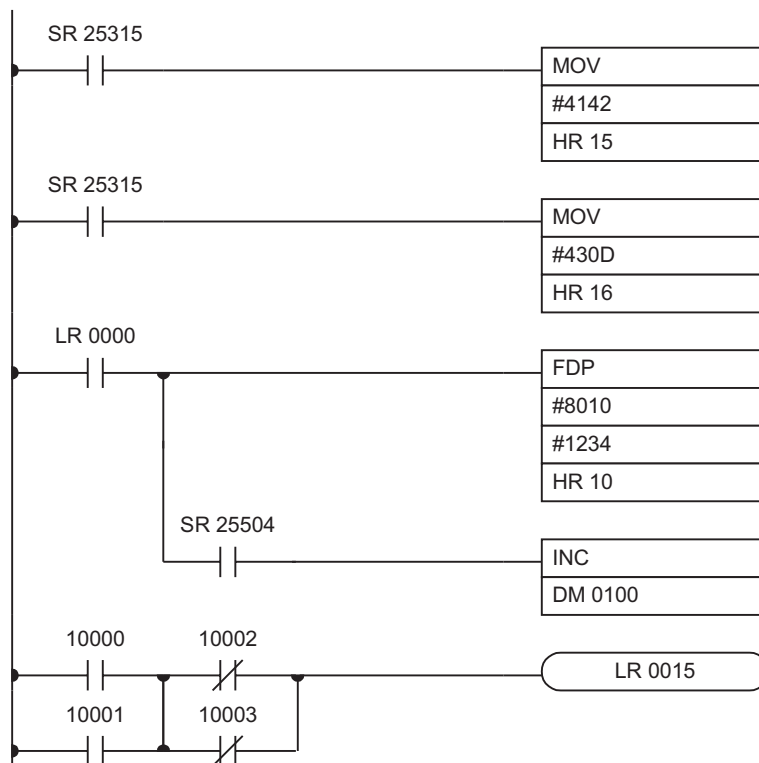 SR 25315
MOV
#4142
HR 15
SR 25315
MOV
#430D
HR 16
LR 0000
FDP
#8010
#1234
HR 10
SR 25504
INC
DM 0100
10000
10002
LR 0015
10001
10003